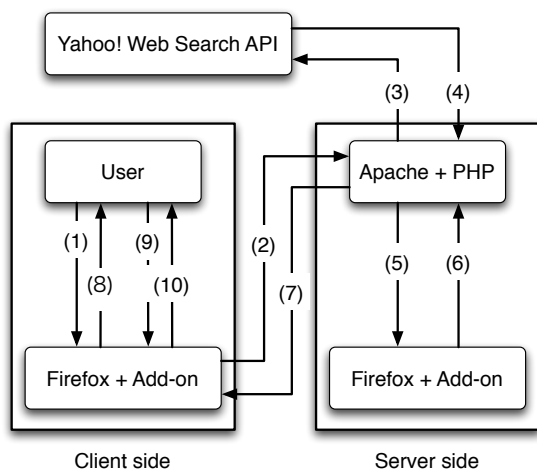 Yahoo! Web Search API
(3)
(4)
User
Apache + PHP
(1)
(9)
(2)
(8)
(10)
(7)
(5)
(6)
Firefox + Add-on
Firefox + Add-on
Client side
Server side